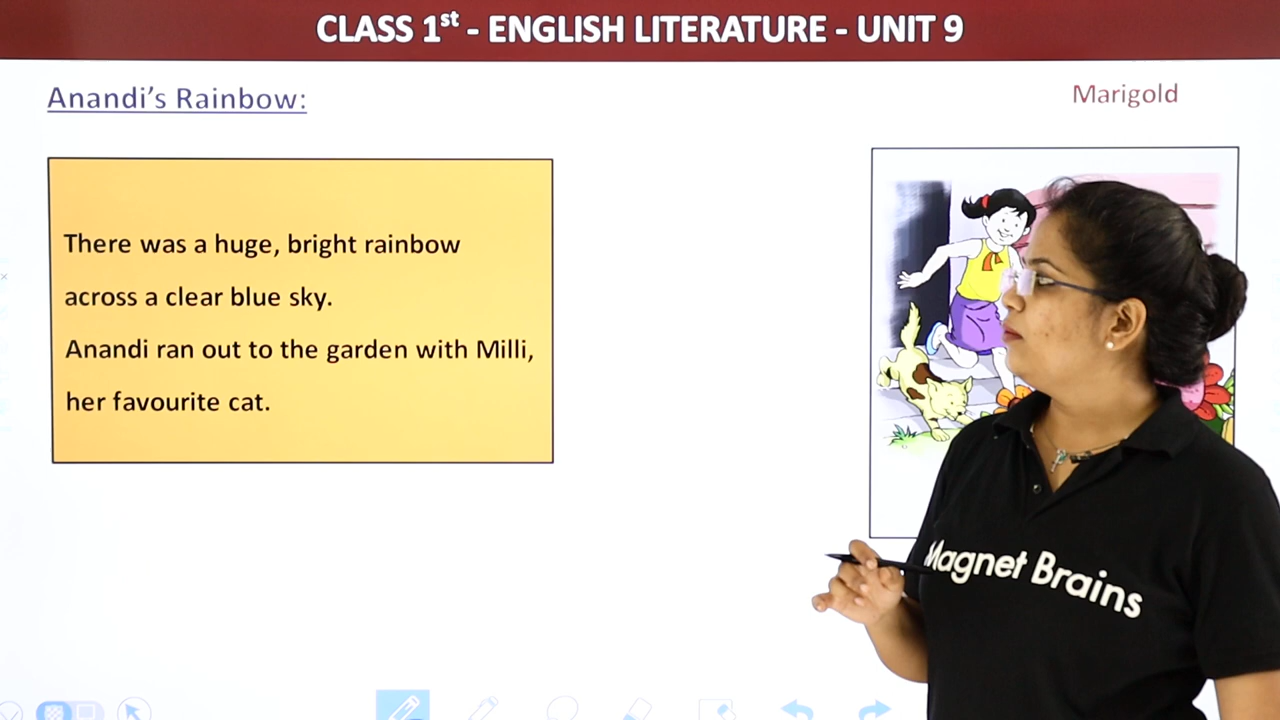 CLASS 1st - ENGLISH LITERATURE - UNIT 9
Anandi's Rainbow:
Marigold
There was a huge, bright rainbow
across a clear blue sky.
Anandi ran out to the garden with Milli,
her favourite cat.
Magnet Brains